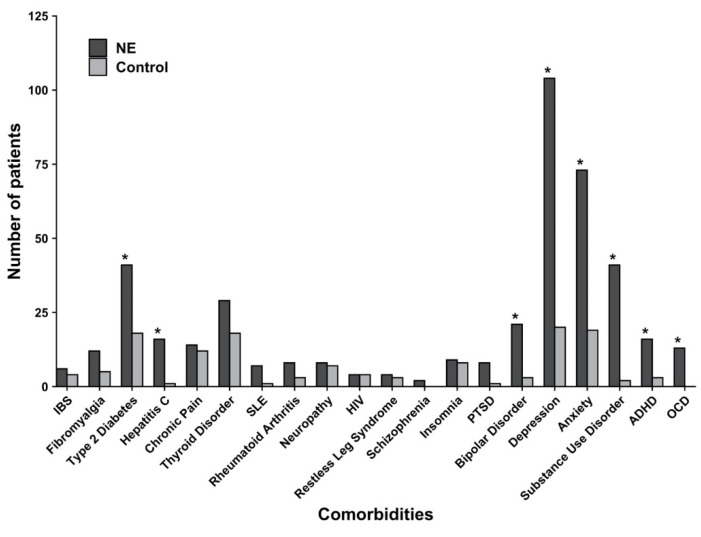 125
100
75
50
25
0
Number of patients
NE
Control
*
*
*
*
*
*
*
*
IBS
Fibromyalgia
Type 2 Diabetes
Hepatitis C
Chronic Pain
Thyroid Disorder
SLE
Rheumatoid Arthritis
Neuropathy
HIV
Restless Leg Syndrome
Schizophrenia
Insomnia
PTSD
Bipolar Disorder
Depression
Anxiety
Substance Use Disorder
ADHD
OCD
Comorbidities